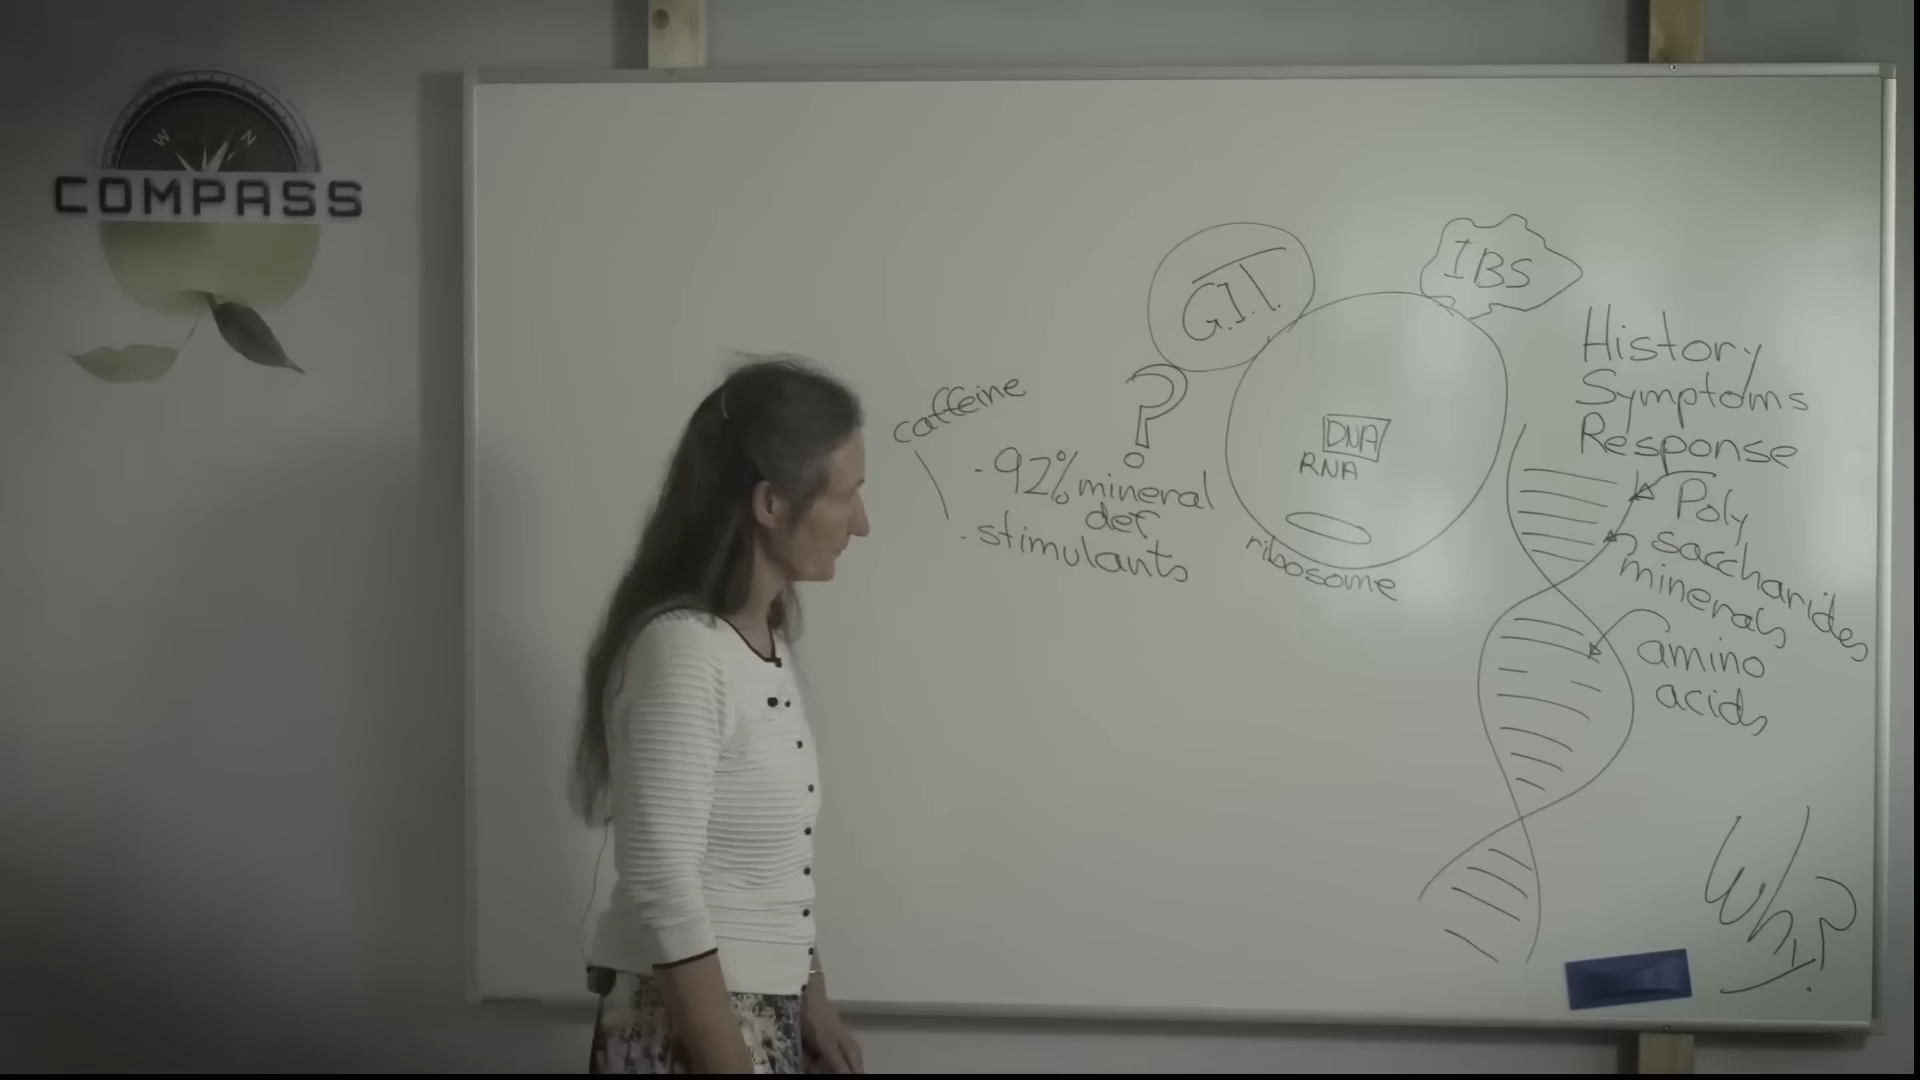 W N
COMPASS
G.I.T.
IBS
History
Symptoms
Response
caffeine
?
- 92% mineral
def
. stimulants
DNA
RNA
ribosome
Poly
saccharides
minerals
amino
acids
Why?